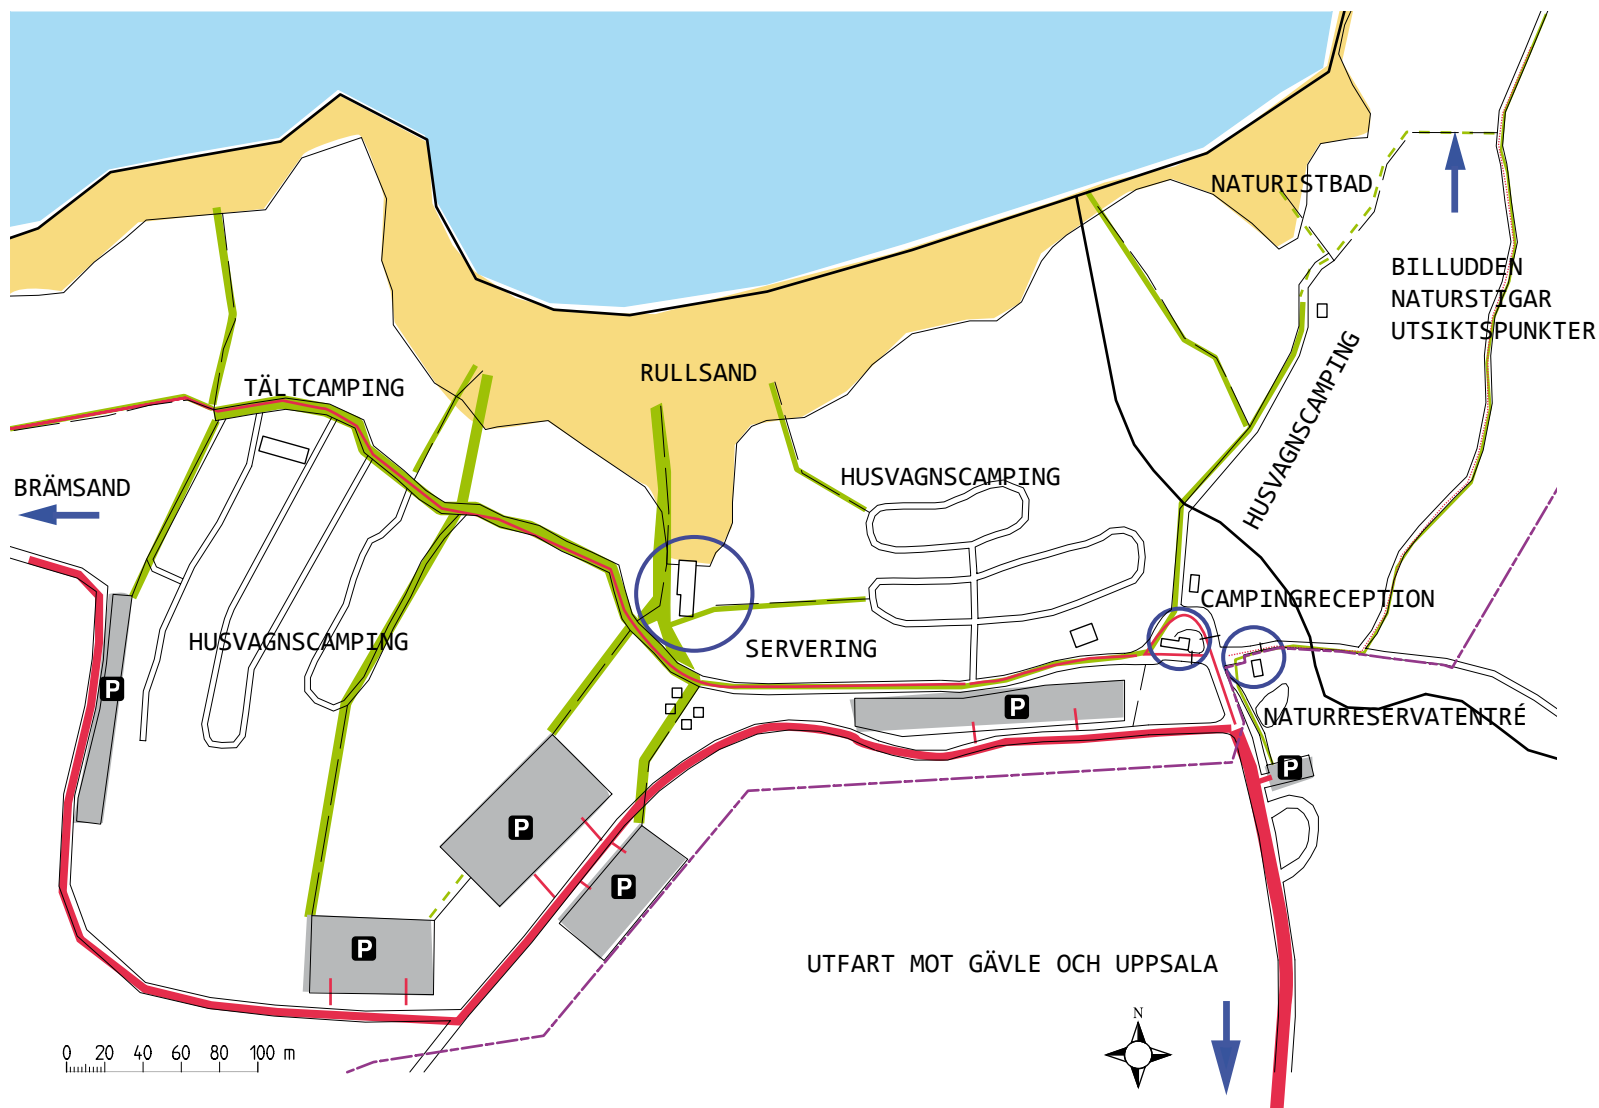 NATURISTBAD
BILLUDDEN
NATURSTIGAR
UTSIKTSPUNKTER
RULLSAND
TÄLTCAMPING
HUSVAGNSCAMPING
HUSVAGNSCAMPING
BRÄMSAND
CAMPINGRECEPTION
HUSVAGNSCAMPING
SERVERING
P
P
NATURRESERVATENTRÉ
P
P
P
P
UTFART MOT GÄVLE OCH UPPSALA
N
0 20 40 60 80 100 m